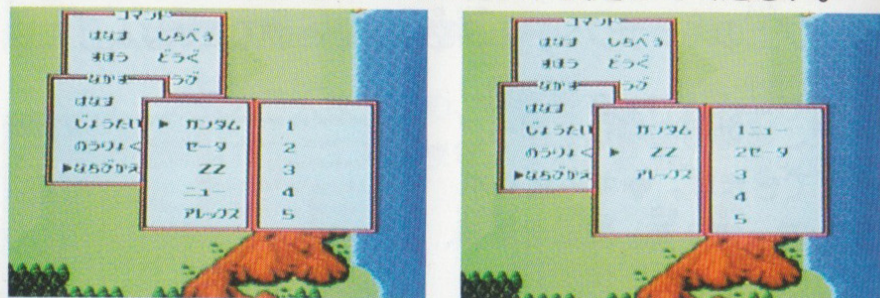 コマンド
はなす しらべる
まほう どうぐ
なかま そうび
はなす
じょうたい
のうりょく
▶ならびかえ
▶ ガンダム 1
ゼータ 2
ZZ 3
ニュー 4
アレックス 5
コマンド
はなす しらべる
まほう どうぐ
なかま
はなす
じょうたい
のうりょく
▶ならびかえ
ガンダム 1ニュー
▶ ZZ 2ゼータ
アレックス 3
4
5